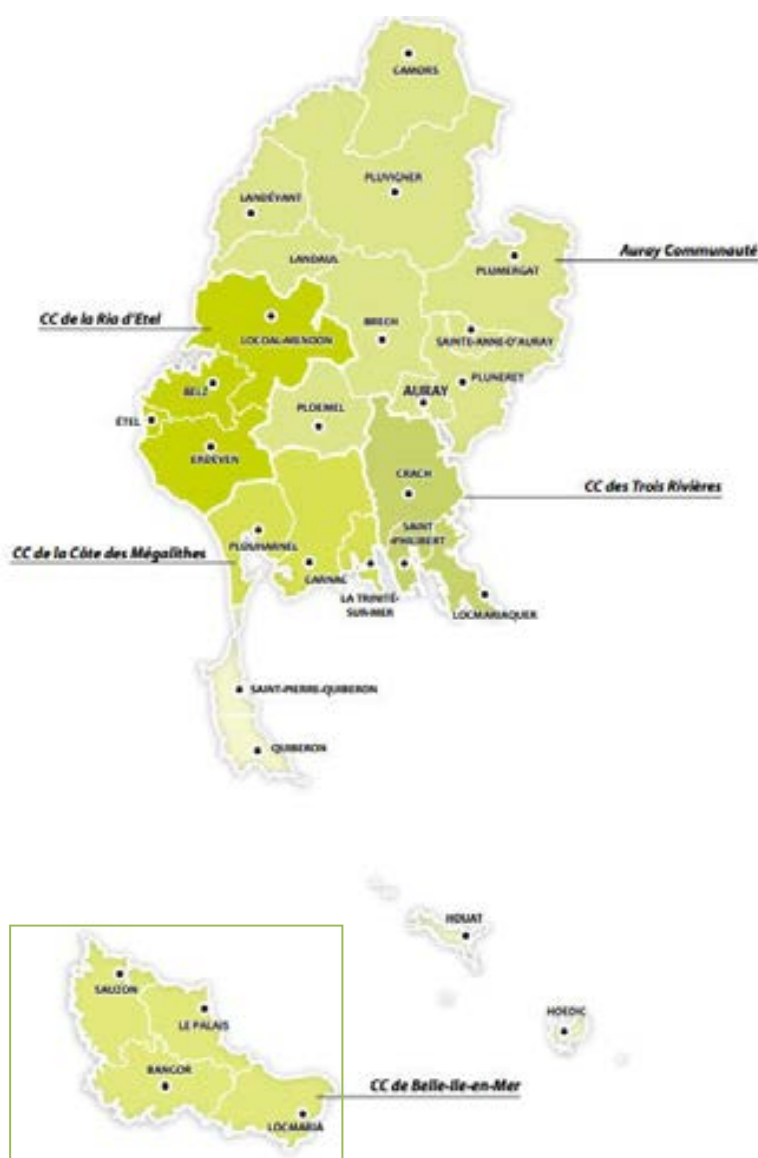 CAMORS
PLUVIGNER
LANDÉVANT
LANDAUL
PLUMERGAT
Auray Communauté
CC de la Ria d'Etel
LOCOAL-MENDON
BRECH
SAINTE-ANNE-D'AURAY
BELZ
AURAY
PLUNERET
ÉTEL
PLOEMEL
ERDEVEN
CRACH
CC des Trois Rivières
PLOUHARNEL
SAINT
PHILIBERT
CC de la Côte des Mégalithes
CARNAC
LA TRINITÉ-
SUR-MER
LOCMARIAQUER
SAINT-PIERRE-QUIBERON
QUIBERON
HOUAT
SAUZON
HOEDIC
LE PALAIS
BANGOR
CC de Belle-Ile-en-Mer
LOCMARIA